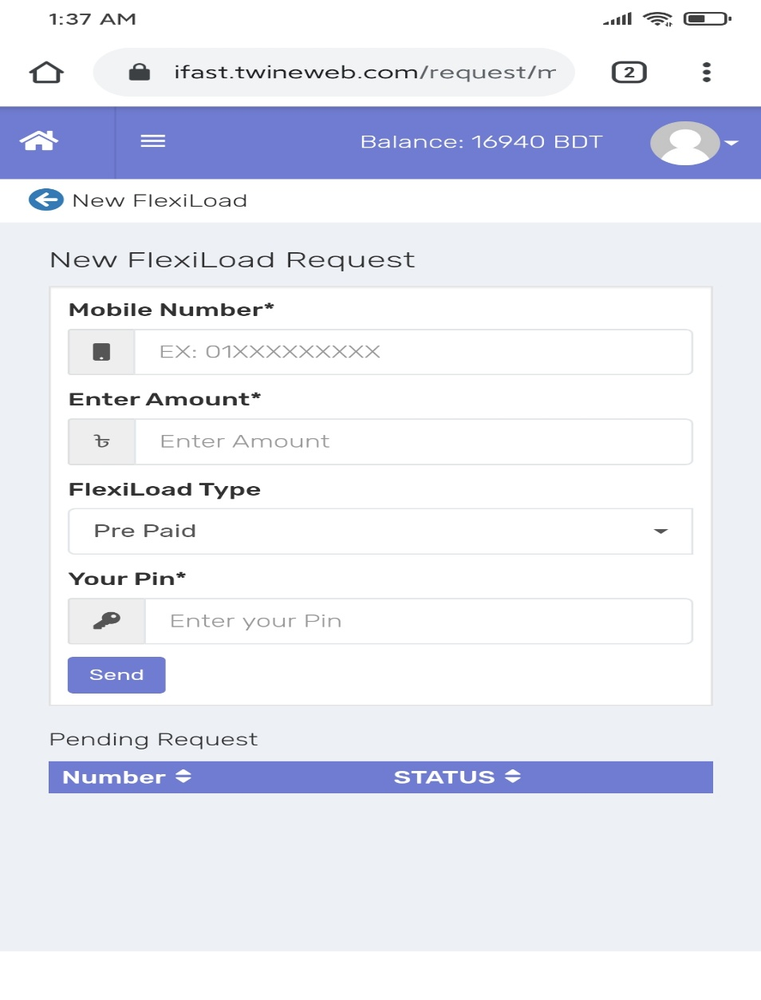 1:37 AM
ifast.twineweb.com/request/m
2
Balance: 16940 BDT
New FlexiLoad
New FlexiLoad Request
Mobile Number*
EX: 01XXXXXXXXX
Enter Amount*
৳ Enter Amount
FlexiLoad Type
Pre Paid
Your Pin*
Enter your Pin
Send
Pending Request
Number STATUS